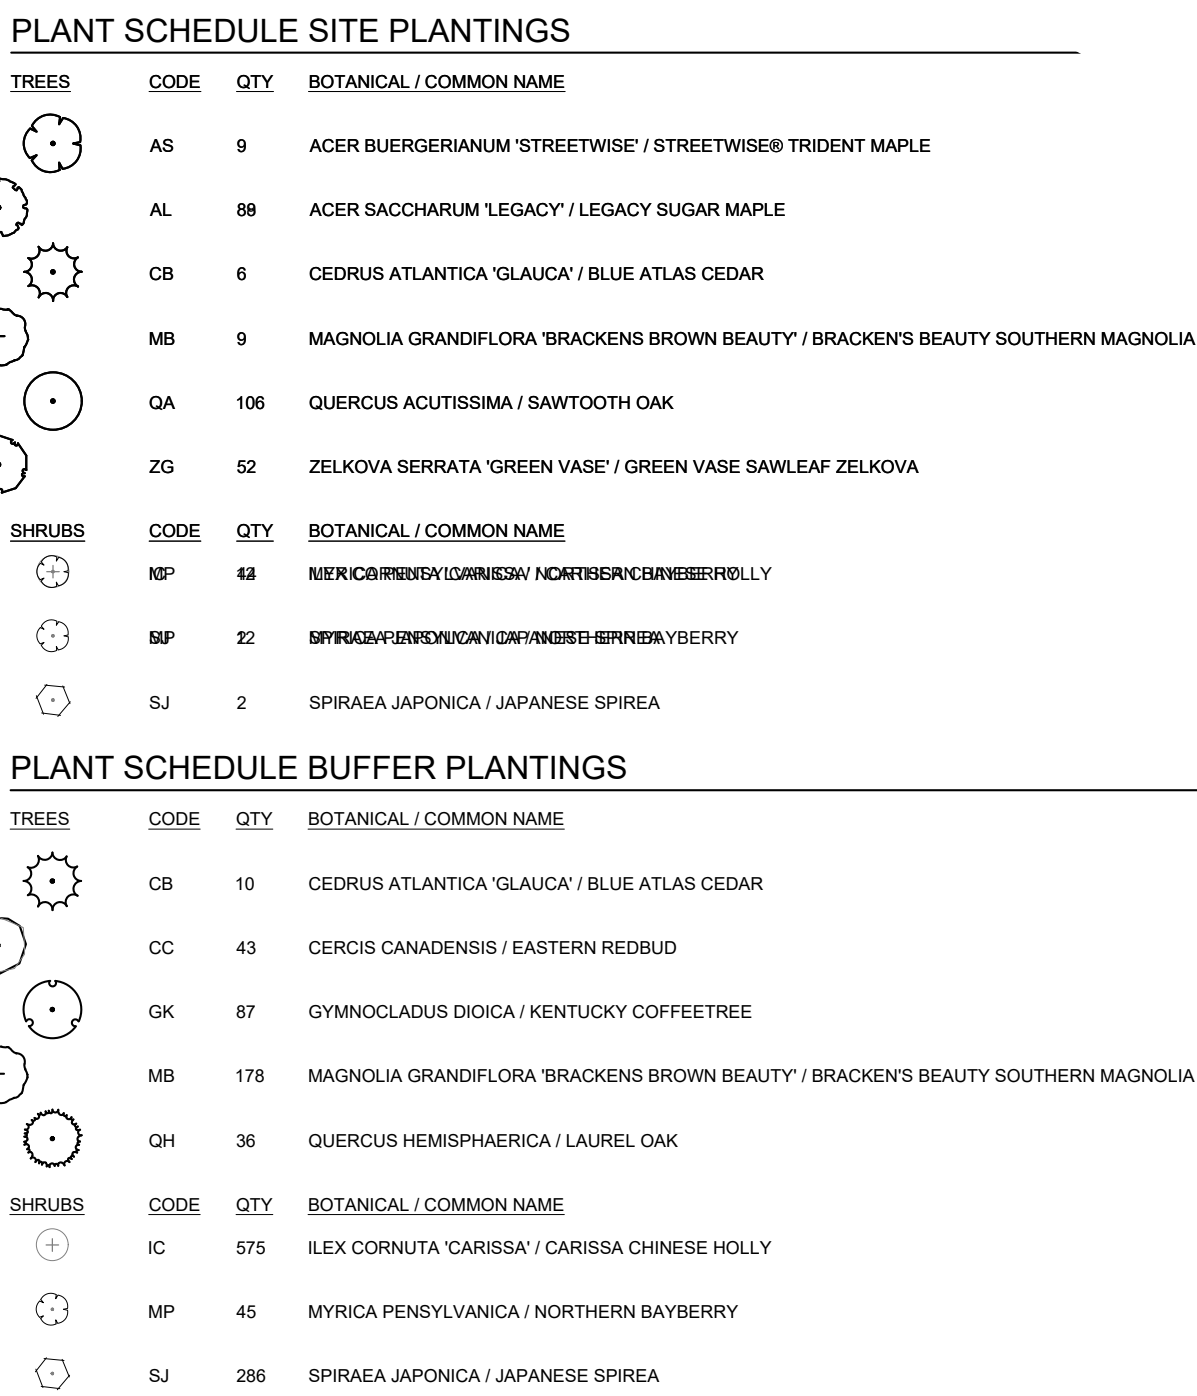 PLANT SCHEDULE SITE PLANTINGS
TREES CODE QTY BOTANICAL / COMMON NAME
AS 9 ACER BUERGERIANUM 'STREETWISE' / STREETWISE® TRIDENT MAPLE
AL ACER SACCHARUM 'LEGACY' / LEGACY SUGAR MAPLE
CB 6 CEDRUS ATLANTICA 'GLAUCA' / BLUE ATLAS CEDAR
MB 9 MAGNOLIA GRANDIFLORA 'BRACKENS BROWN BEAUTY' / BRACKEN'S BEAUTY SOUTHERN MAGNOLIA
QA 106 QUERCUS ACUTISSIMA / SAWTOOTH OAK
ZG 52 ZELKOVA SERRATA 'GREEN VASE' / GREEN VASE SAWLEAF ZELKOVA
SHRUBS CODE QTY BOTANICAL / COMMON NAME
SJ 2 SPIRAEA JAPONICA / JAPANESE SPIREA
PLANT SCHEDULE BUFFER PLANTINGS
TREES CODE QTY BOTANICAL / COMMON NAME
CB 10 CEDRUS ATLANTICA 'GLAUCA' / BLUE ATLAS CEDAR
CC 43 CERCIS CANADENSIS / EASTERN REDBUD
GK 87 GYMNOCLADUS DIOICA / KENTUCKY COFFEETREE
MB 178 MAGNOLIA GRANDIFLORA 'BRACKENS BROWN BEAUTY' / BRACKEN'S BEAUTY SOUTHERN MAGNOLIA
QH 36 QUERCUS HEMISPHAERICA / LAUREL OAK
SHRUBS CODE QTY BOTANICAL / COMMON NAME
IC 575 ILEX CORNUTA 'CARISSA' / CARISSA CHINESE HOLLY
MP 45 MYRICA PENSYLVANICA / NORTHERN BAYBERRY
SJ 286 SPIRAEA JAPONICA / JAPANESE SPIREA